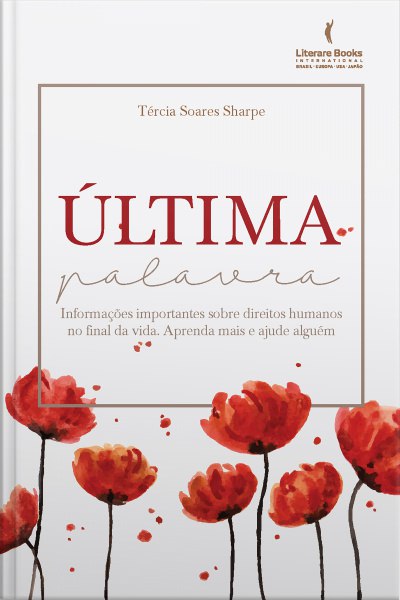 Literare Books
INTERNATIONAL
BRASIL · EUROPA · USA · JAPÃO
Tércia Soares Sharpe
ÚLTIMA
palavra
Informações importantes sobre direitos humanos
no final da vida. Aprenda mais e ajude alguém